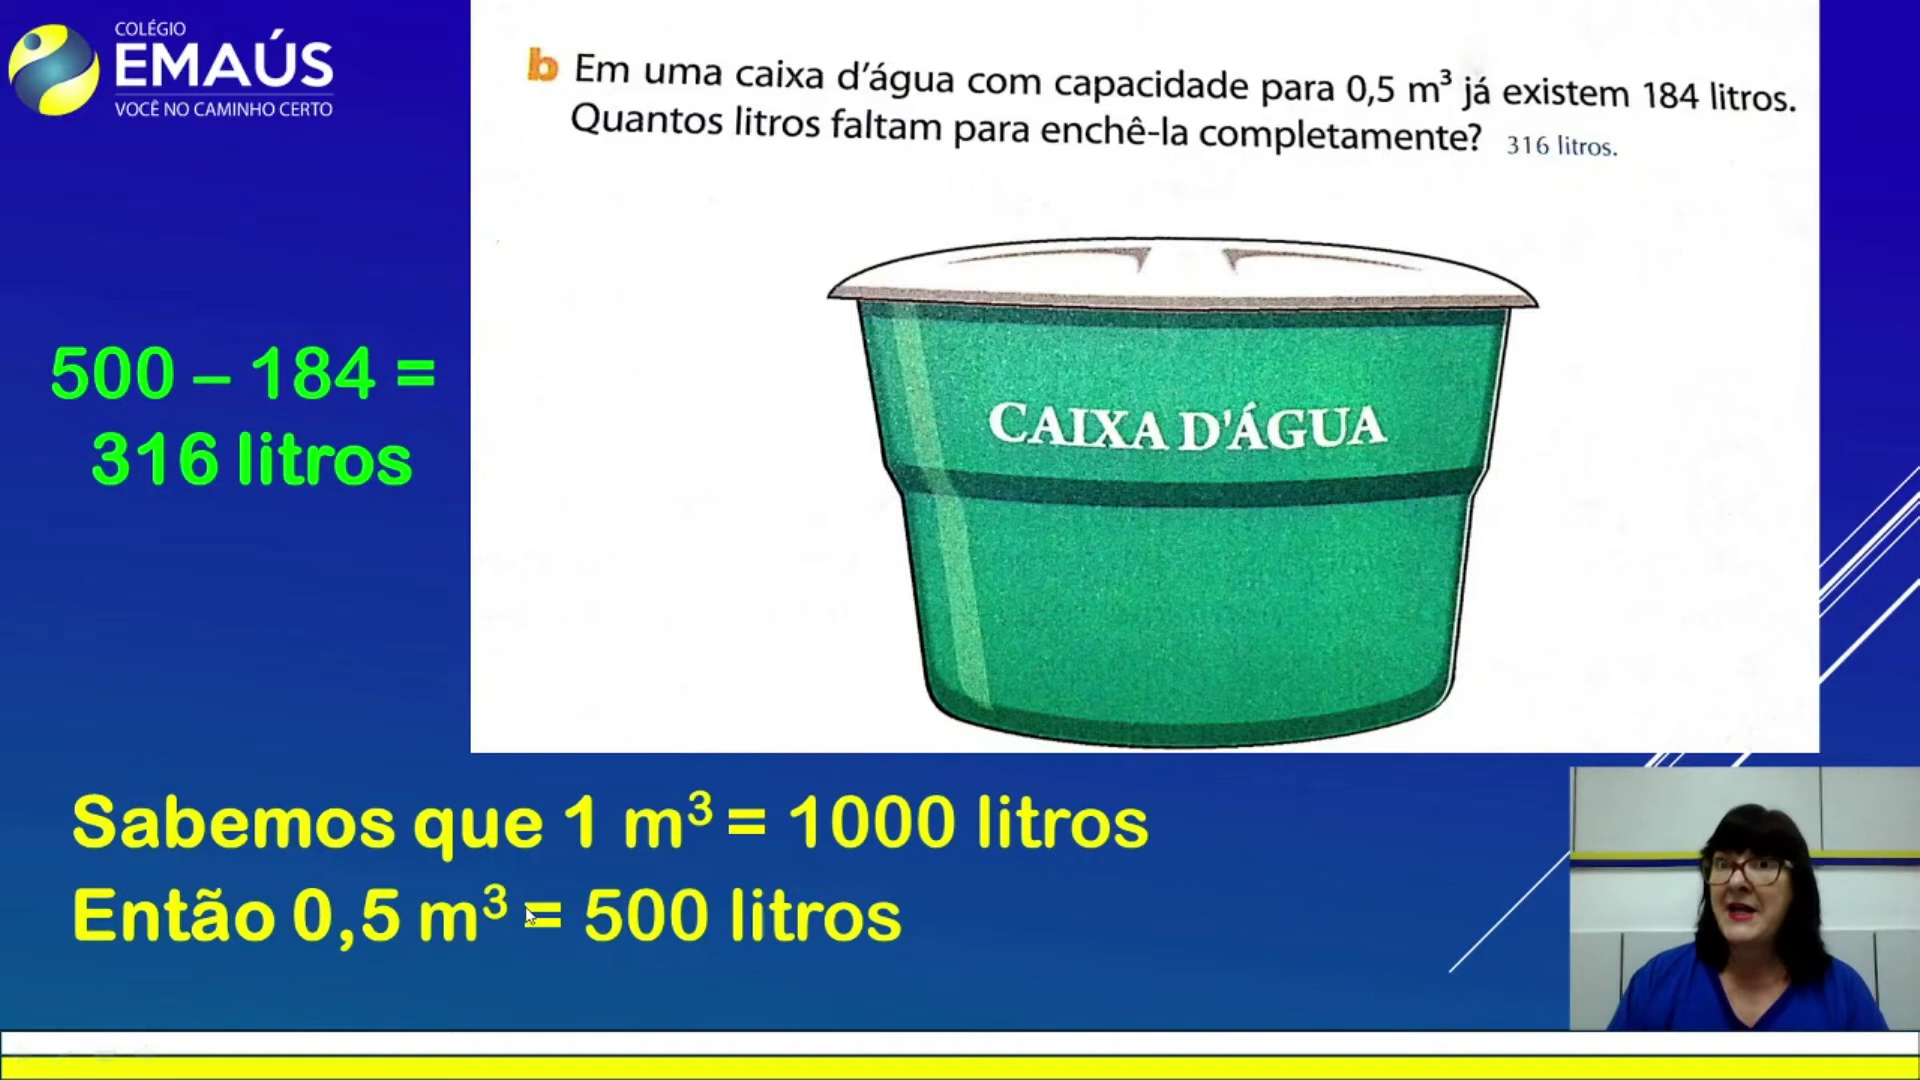 COLÉGIO
EMAÚS
VOCÊ NO CAMINHO CERTO
b Em uma caixa d’água com capacidade para 0,5 m³ já existem 184 litros.
Quantos litros faltam para enchê-la completamente? 316 litros.
CAIXA D'ÁGUA
500 – 184 =
316 litros
Sabemos que 1 m³ = 1000 litros
Então 0,5 m³ = 500 litros